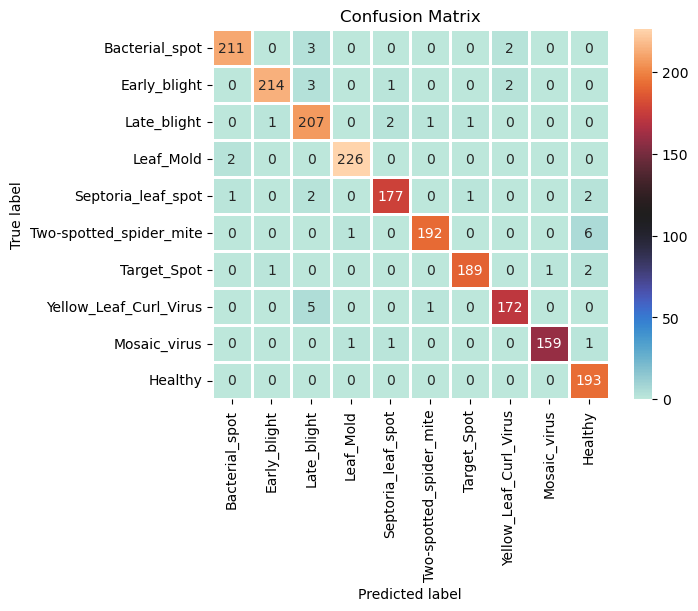 Confusion Matrix
True label
Bacterial_spot 211 0 3 0 0 0 0 2 0 0
Early_blight 0 214 3 0 1 0 0 2 0 0
Late_blight 0 1 207 0 2 1 1 0 0 0
Leaf_Mold 2 0 0 226 0 0 0 0 0 0
Septoria_leaf_spot 1 0 2 0 177 0 1 0 0 2
Two-spotted_spider_mite 0 0 0 1 0 192 0 0 0 6
Target_Spot 0 1 0 0 0 0 189 0 1 2
Yellow_Leaf_Curl_Virus 0 0 5 0 0 1 0 172 0 0
Mosaic_virus 0 0 0 1 1 0 0 0 159 1
Healthy 0 0 0 0 0 0 0 0 0 193
Bacterial_spot
Early_blight
Late_blight
Leaf_Mold
Septoria_leaf_spot
Two-spotted_spider_mite
Target_Spot
Yellow_Leaf_Curl_Virus
Mosaic_virus
Healthy
Predicted label
200
150
100
50
0